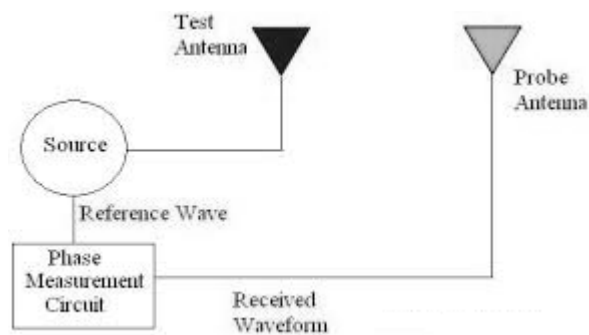 Test
Antenna
Probe
Antenna
Source
Reference Wave
Phase
Measurement
Circuit
Received
Waveform